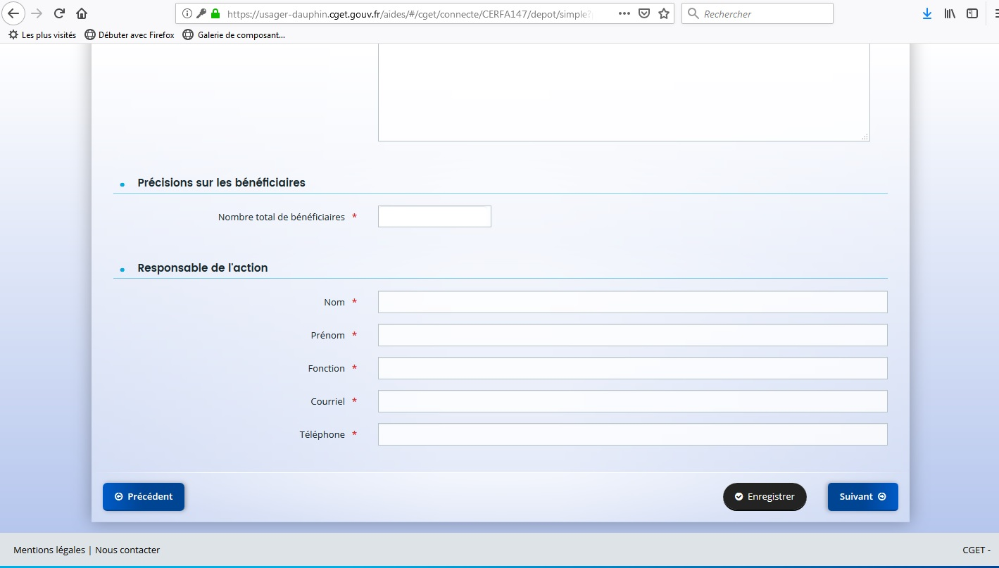 https://usager-dauphin.cget.gouv.fr/aides/#/cget/connecte/CERFA147/depot/simple?
Rechercher
Les plus visités
Débuter avec Firefox
Galerie de composant...
Précisions sur les bénéficiaires
Nombre total de bénéficiaires *
Responsable de l'action
Nom *
Prénom *
Fonction *
Courriel *
Téléphone *
Précédent
Enregistrer
Suivant
Mentions légales | Nous contacter
CGET -